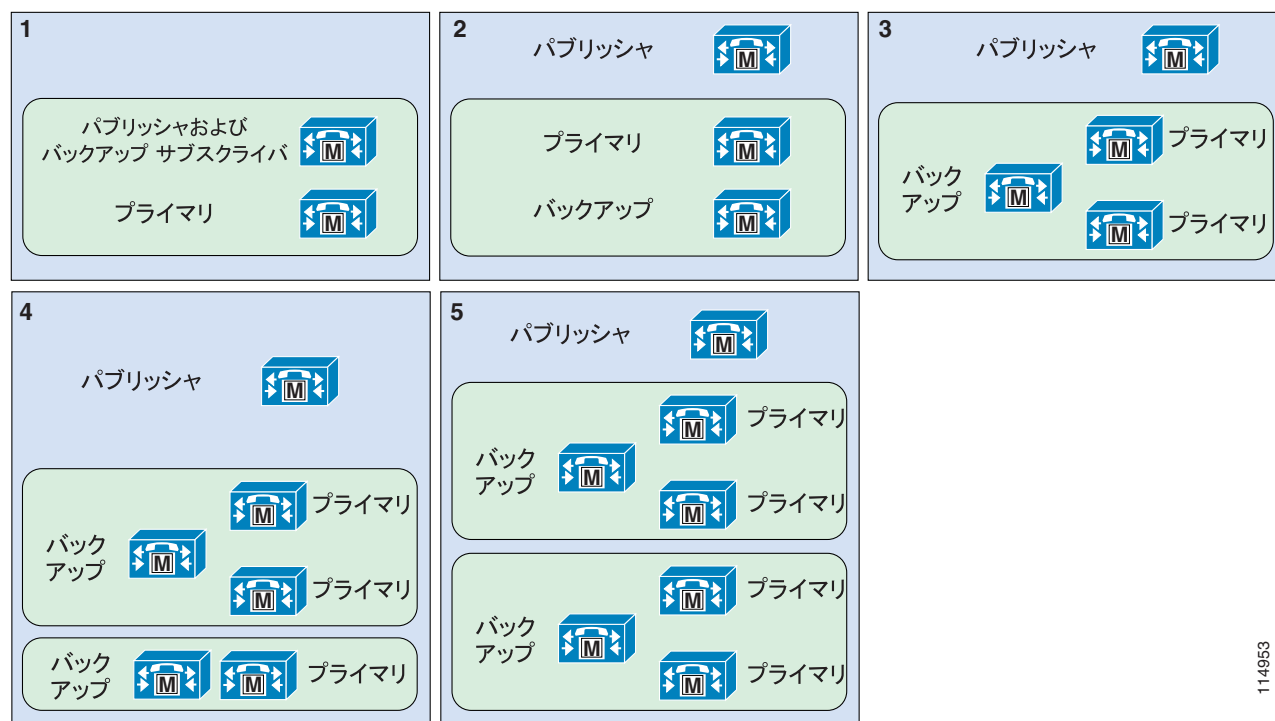 1
パブリッシャおよび
バックアップ サブスクライバ
M
プライマリ
M
2
パブリッシャ
M
プライマリ
M
バックアップ
M
3
パブリッシャ
M
バック
アップ
M
M
プライマリ
M
プライマリ
4
パブリッシャ
M
バック
アップ
M
M
プライマリ
M
プライマリ
バック
アップ
M
M
プライマリ
5
パブリッシャ
M
バック
アップ
M
M
プライマリ
M
プライマリ
バック
アップ
M
M
プライマリ
M
プライマリ
114953